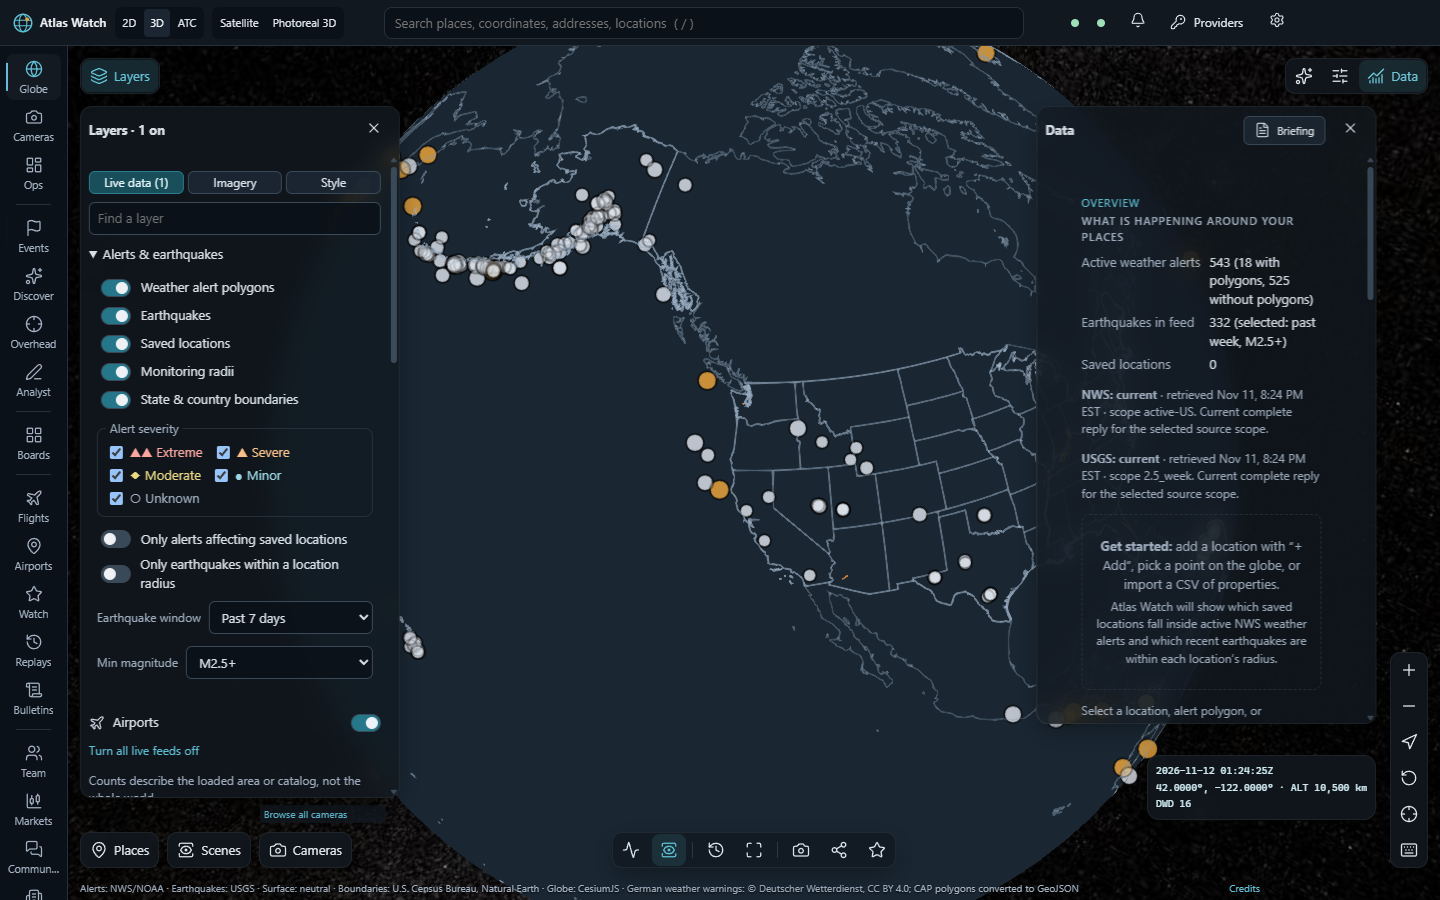 Atlas Watch
2D
3D
ATC
Satellite
Photoreal 3D
Search places, coordinates, addresses, locations ( / )
Providers
Globe
Cameras
Ops
Events
Discover
Overhead
Analyst
Boards
Flights
Airports
Watch
Replays
Bulletins
Team
Markets
Commun...
Layers
Layers · 1 on
Live data (1)
Imagery
Style
Find a layer
Alerts & earthquakes
Weather alert polygons
Earthquakes
Saved locations
Monitoring radii
State & country boundaries
Alert severity
Extreme
Severe
Moderate
Minor
Unknown
Only alerts affecting saved locations
Only earthquakes within a location
radius
Earthquake window
Past 7 days
Min magnitude
M2.5+
Airports
Turn all live feeds off
Counts describe the loaded area or catalog, not the
whole world
Browse all cameras
Places
Scenes
Cameras
Data
Data
Briefing
OVERVIEW
WHAT IS HAPPENING AROUND YOUR
PLACES
Active weather alerts 543 (18 with
polygons, 525
without polygons)
Earthquakes in feed 332 (selected: past
week, M2.5+)
Saved locations 0
NWS: current · retrieved Nov 11, 8:24 PM
EST · scope active-US. Current complete
reply for the selected source scope.
USGS: current · retrieved Nov 11, 8:24 PM
EST · scope 2.5_week. Current complete reply
for the selected source scope.
Get started: add a location with "+
Add", pick a point on the globe, or
import a CSV of properties.
Atlas Watch will show which saved
locations fall inside active NWS weather
alerts and which recent earthquakes are
within each location's radius.
Select a location, alert polygon, or
2026-11-12 01:24:25Z
42.0000°, -122.0000° · ALT 10,500 km
DWD 16
Alerts: NWS/NOAA · Earthquakes: USGS · Surface: neutral · Boundaries: U.S. Census Bureau, Natural Earth · Globe: CesiumJS · German weather warnings: © Deutscher Wetterdienst, CC BY 4.0; CAP polygons converted to GeoJSON
Credits